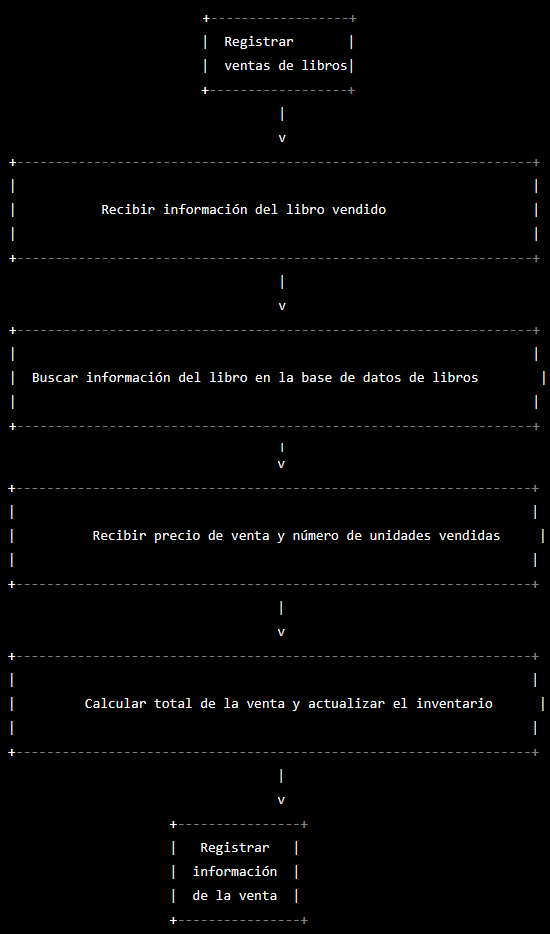 Registrar
ventas de libros
v
Recibir información del libro vendido
v
Buscar información del libro en la base de datos de libros
v
Recibir precio de venta y número de unidades vendidas
v
Calcular total de la venta y actualizar el inventario
v
Registrar
información
de la venta